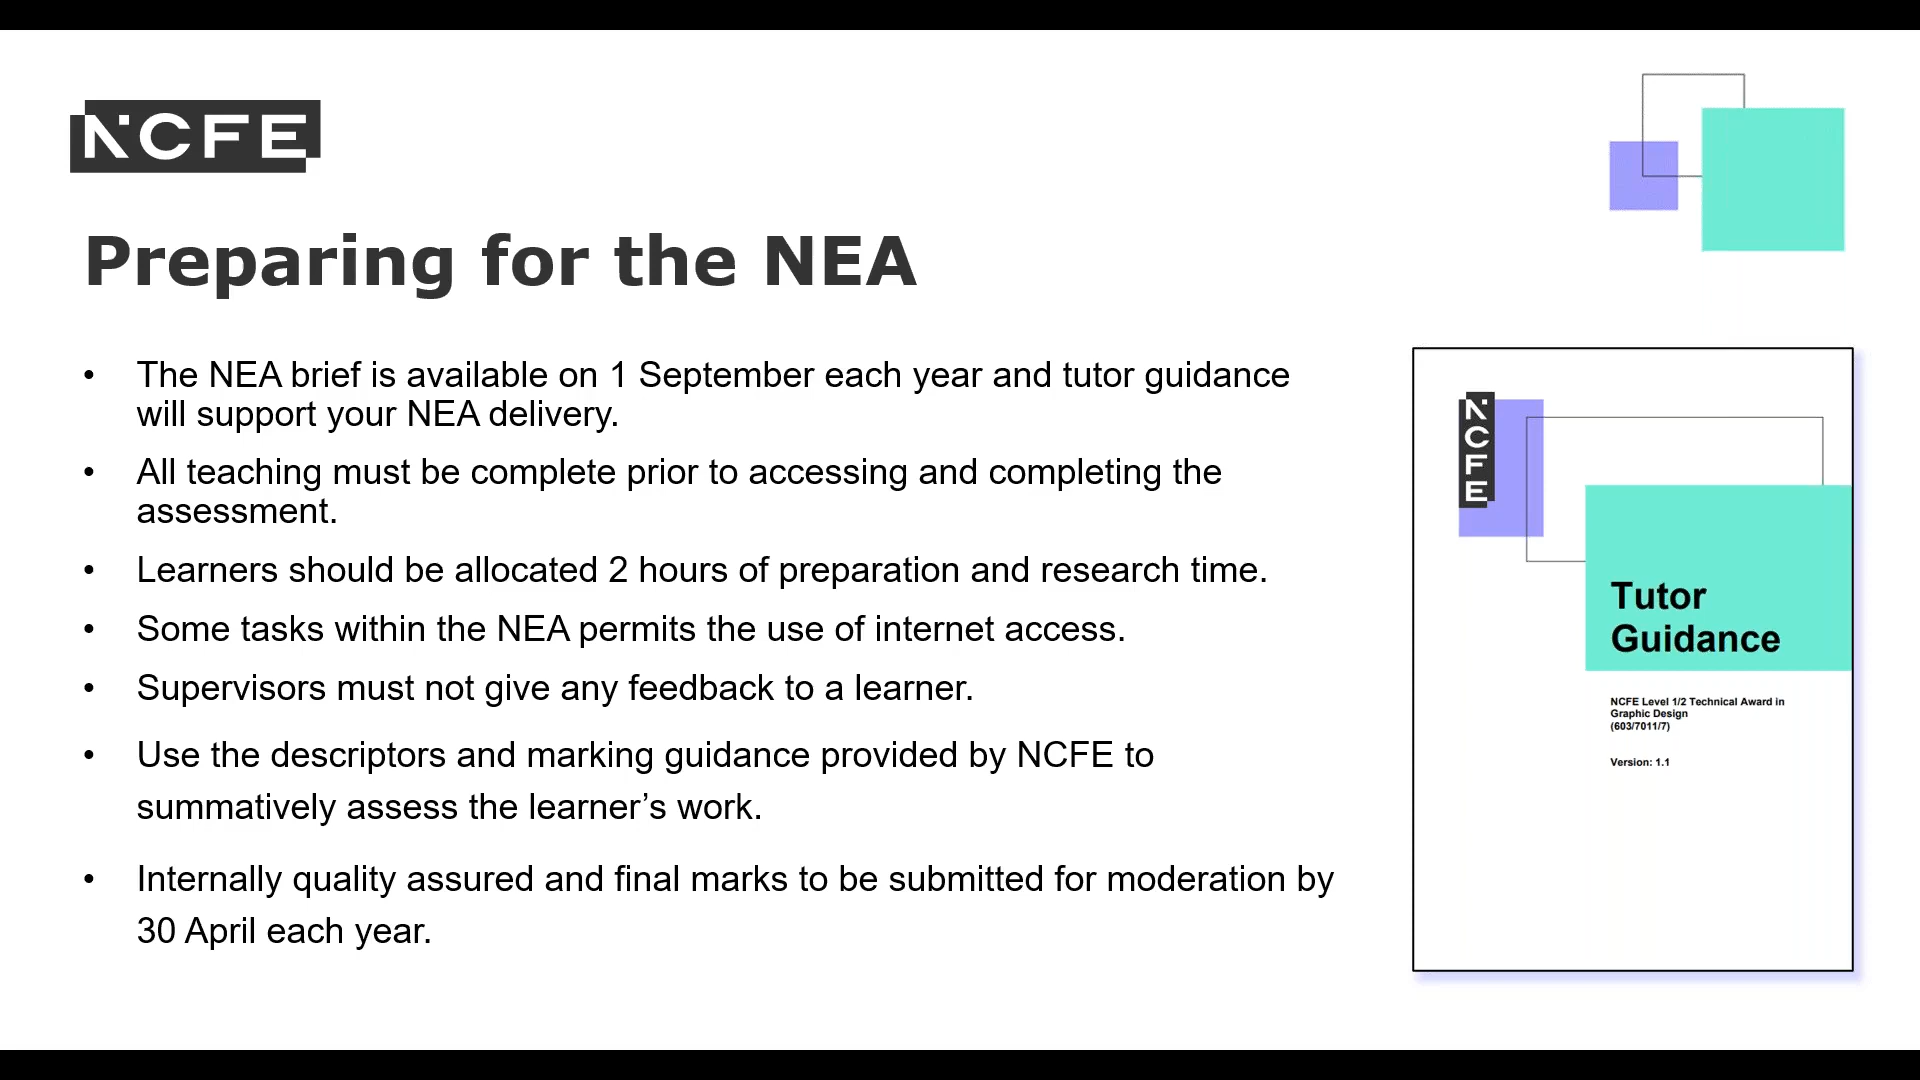 NCFE
Preparing for the NEA
• The NEA brief is available on 1 September each year and tutor guidance
will support your NEA delivery.
• All teaching must be complete prior to accessing and completing the
assessment.
• Learners should be allocated 2 hours of preparation and research time.
• Some tasks within the NEA permits the use of internet access.
• Supervisors must not give any feedback to a learner.
• Use the descriptors and marking guidance provided by NCFE to
summatively assess the learner’s work.
• Internally quality assured and final marks to be submitted for moderation by
30 April each year.
NCFE
Tutor
Guidance
NCFE Level 1/2 Technical Award in
Graphic Design
(603/7011/7)
Version: 1.1